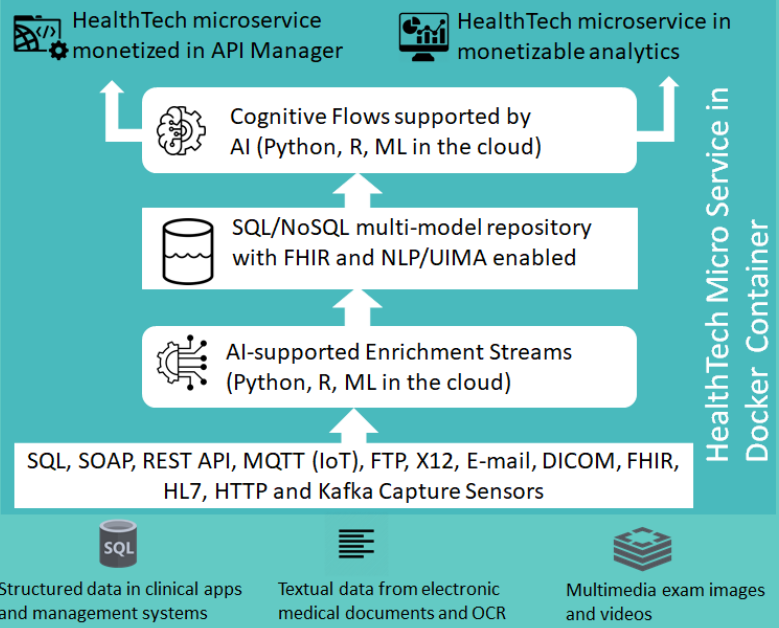 HealthTech microservice
monetized in API Manager
HealthTech microservice in
monetizable analytics
Cognitive Flows supported by
AI (Python, R, ML in the cloud)
SQL/NoSQL multi-model repository
with FHIR and NLP/UIMA enabled
AI-supported Enrichment Streams
(Python, R, ML in the cloud)
SQL, SOAP, REST API, MQTT (IoT), FTP, X12, E-mail, DICOM, FHIR,
HL7, HTTP and Kafka Capture Sensors
HealthTech Micro Service in
Docker Container
SQL
Structured data in clinical apps
and management systems
Textual data from electronic
medical documents and OCR
Multimedia exam images
and videos